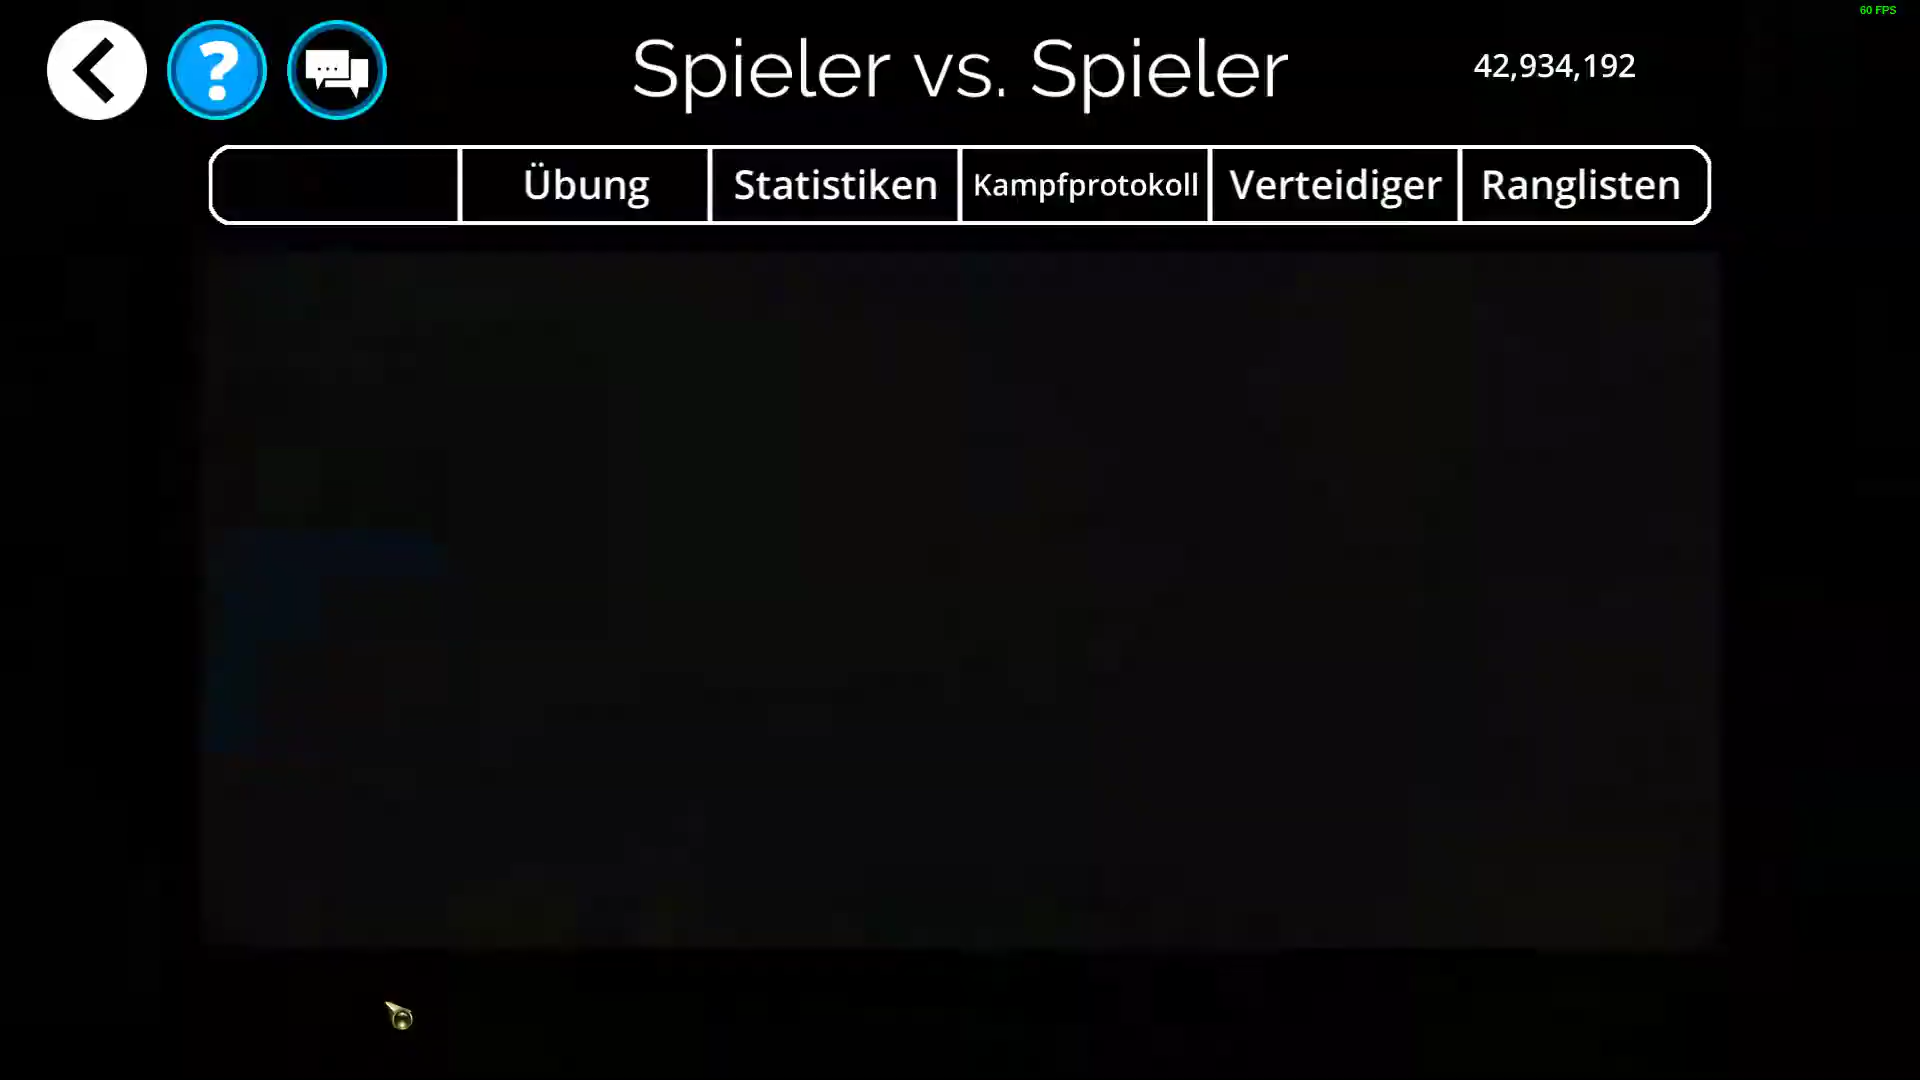 60 FPS
Spieler vs. Spieler
42,934,192
Übung
Statistiken
Kampfprotokoll
Verteidiger
Ranglisten